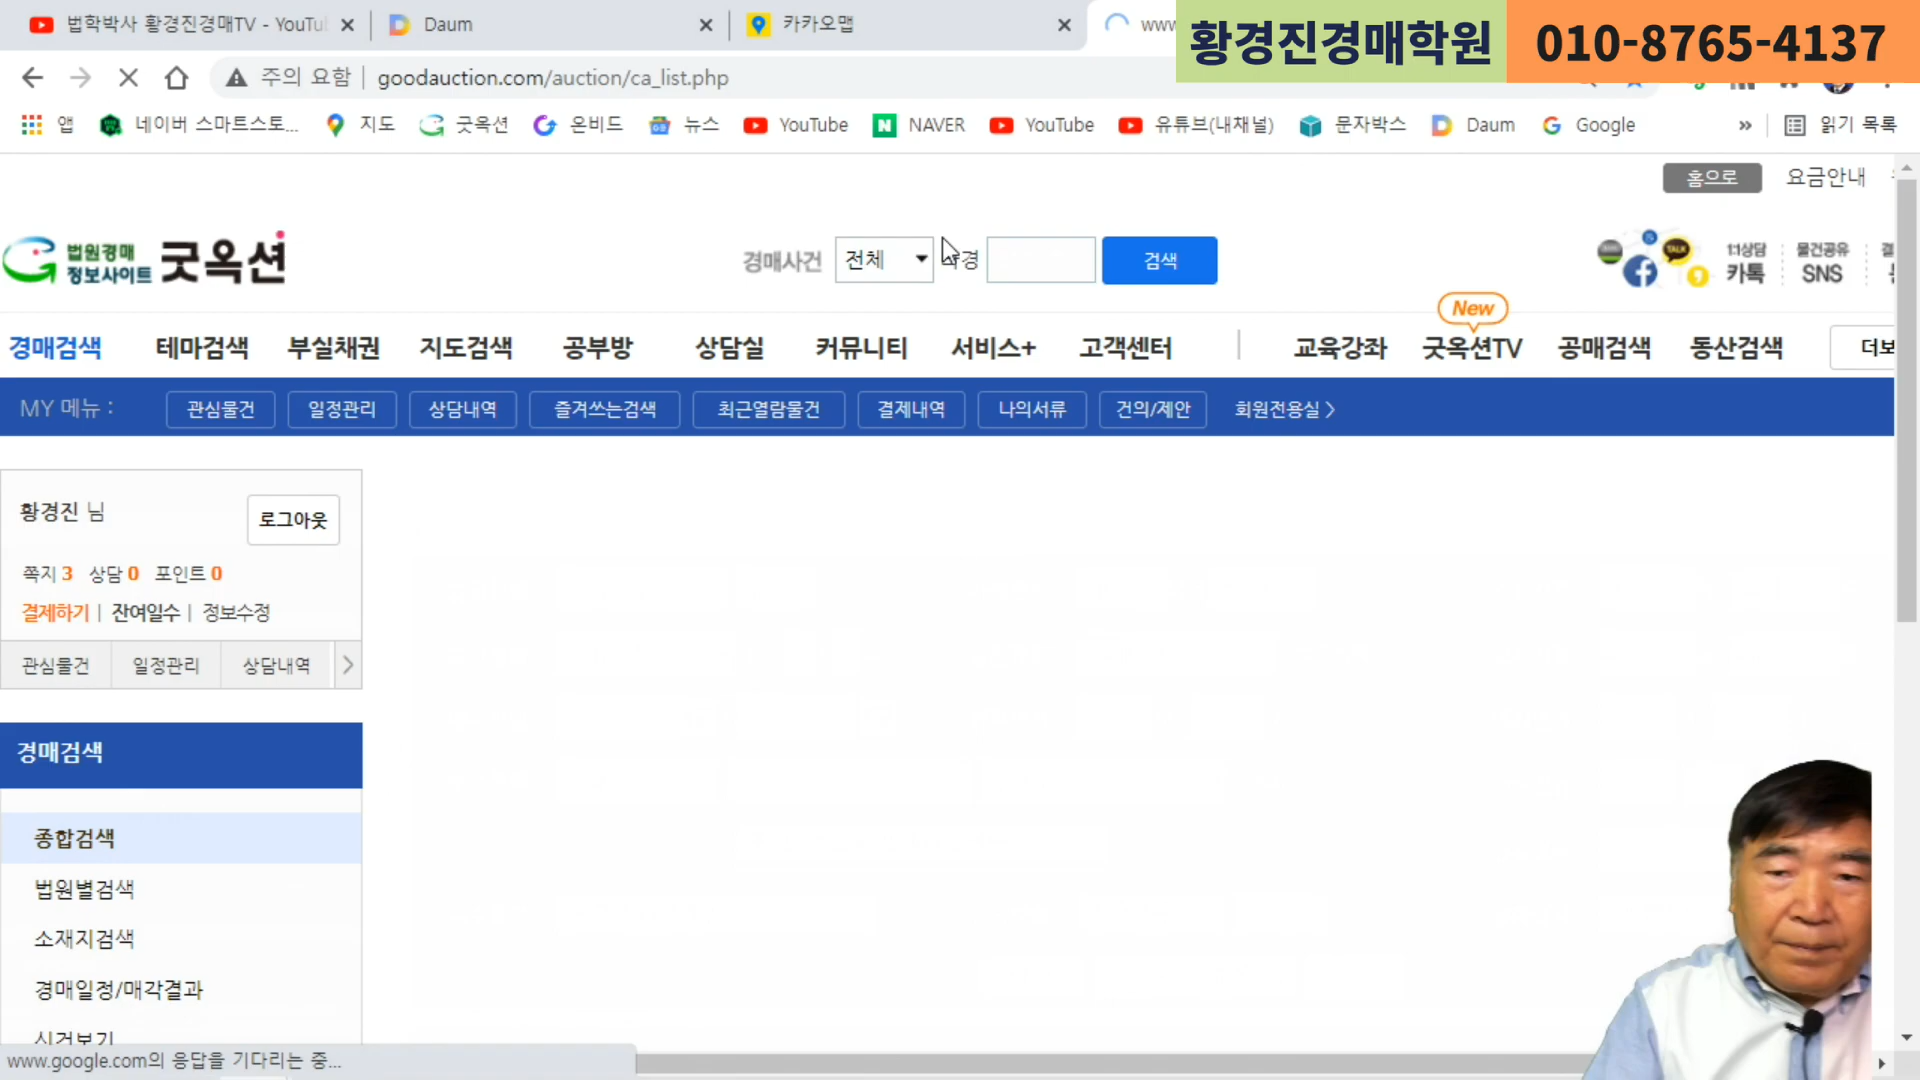 법학박사 황경진경매TV - YouTu
Daum
카카오맵
www
황경진경매학원
010-8765-4137
주의 요함
goodauction.com/auction/ca_list.php
앱
네이버 스마트스토...
지도
굿옥션
온비드
뉴스
YouTube
NAVER
YouTube
유튜브(내채널)
문자박스
Daum
Google
»
읽기 목록
홈으로
요금안내
법원경매
정보사이트
굿옥션
경매사건
전체
경
검색
TALK
1:1상담
카톡
물건공유
SNS
New
경매검색
테마검색
부실채권
지도검색
공부방
상담실
커뮤니티
서비스+
고객센터
교육강좌
굿옥션TV
공매검색
동산검색
더보
MY 메뉴 :
관심물건
일정관리
상담내역
즐겨쓰는검색
최근열람물건
결제내역
나의서류
건의/제안
회원전용실 >
황경진 님
로그아웃
쪽지 3 상담 0 포인트 0
결제하기 | 잔여일수 | 정보수정
관심물건
일정관리
상담내역
경매검색
종합검색
법원별검색
소재지검색
경매일정/매각결과
신건보기
www.google.com의 응답을 기다리는 중...